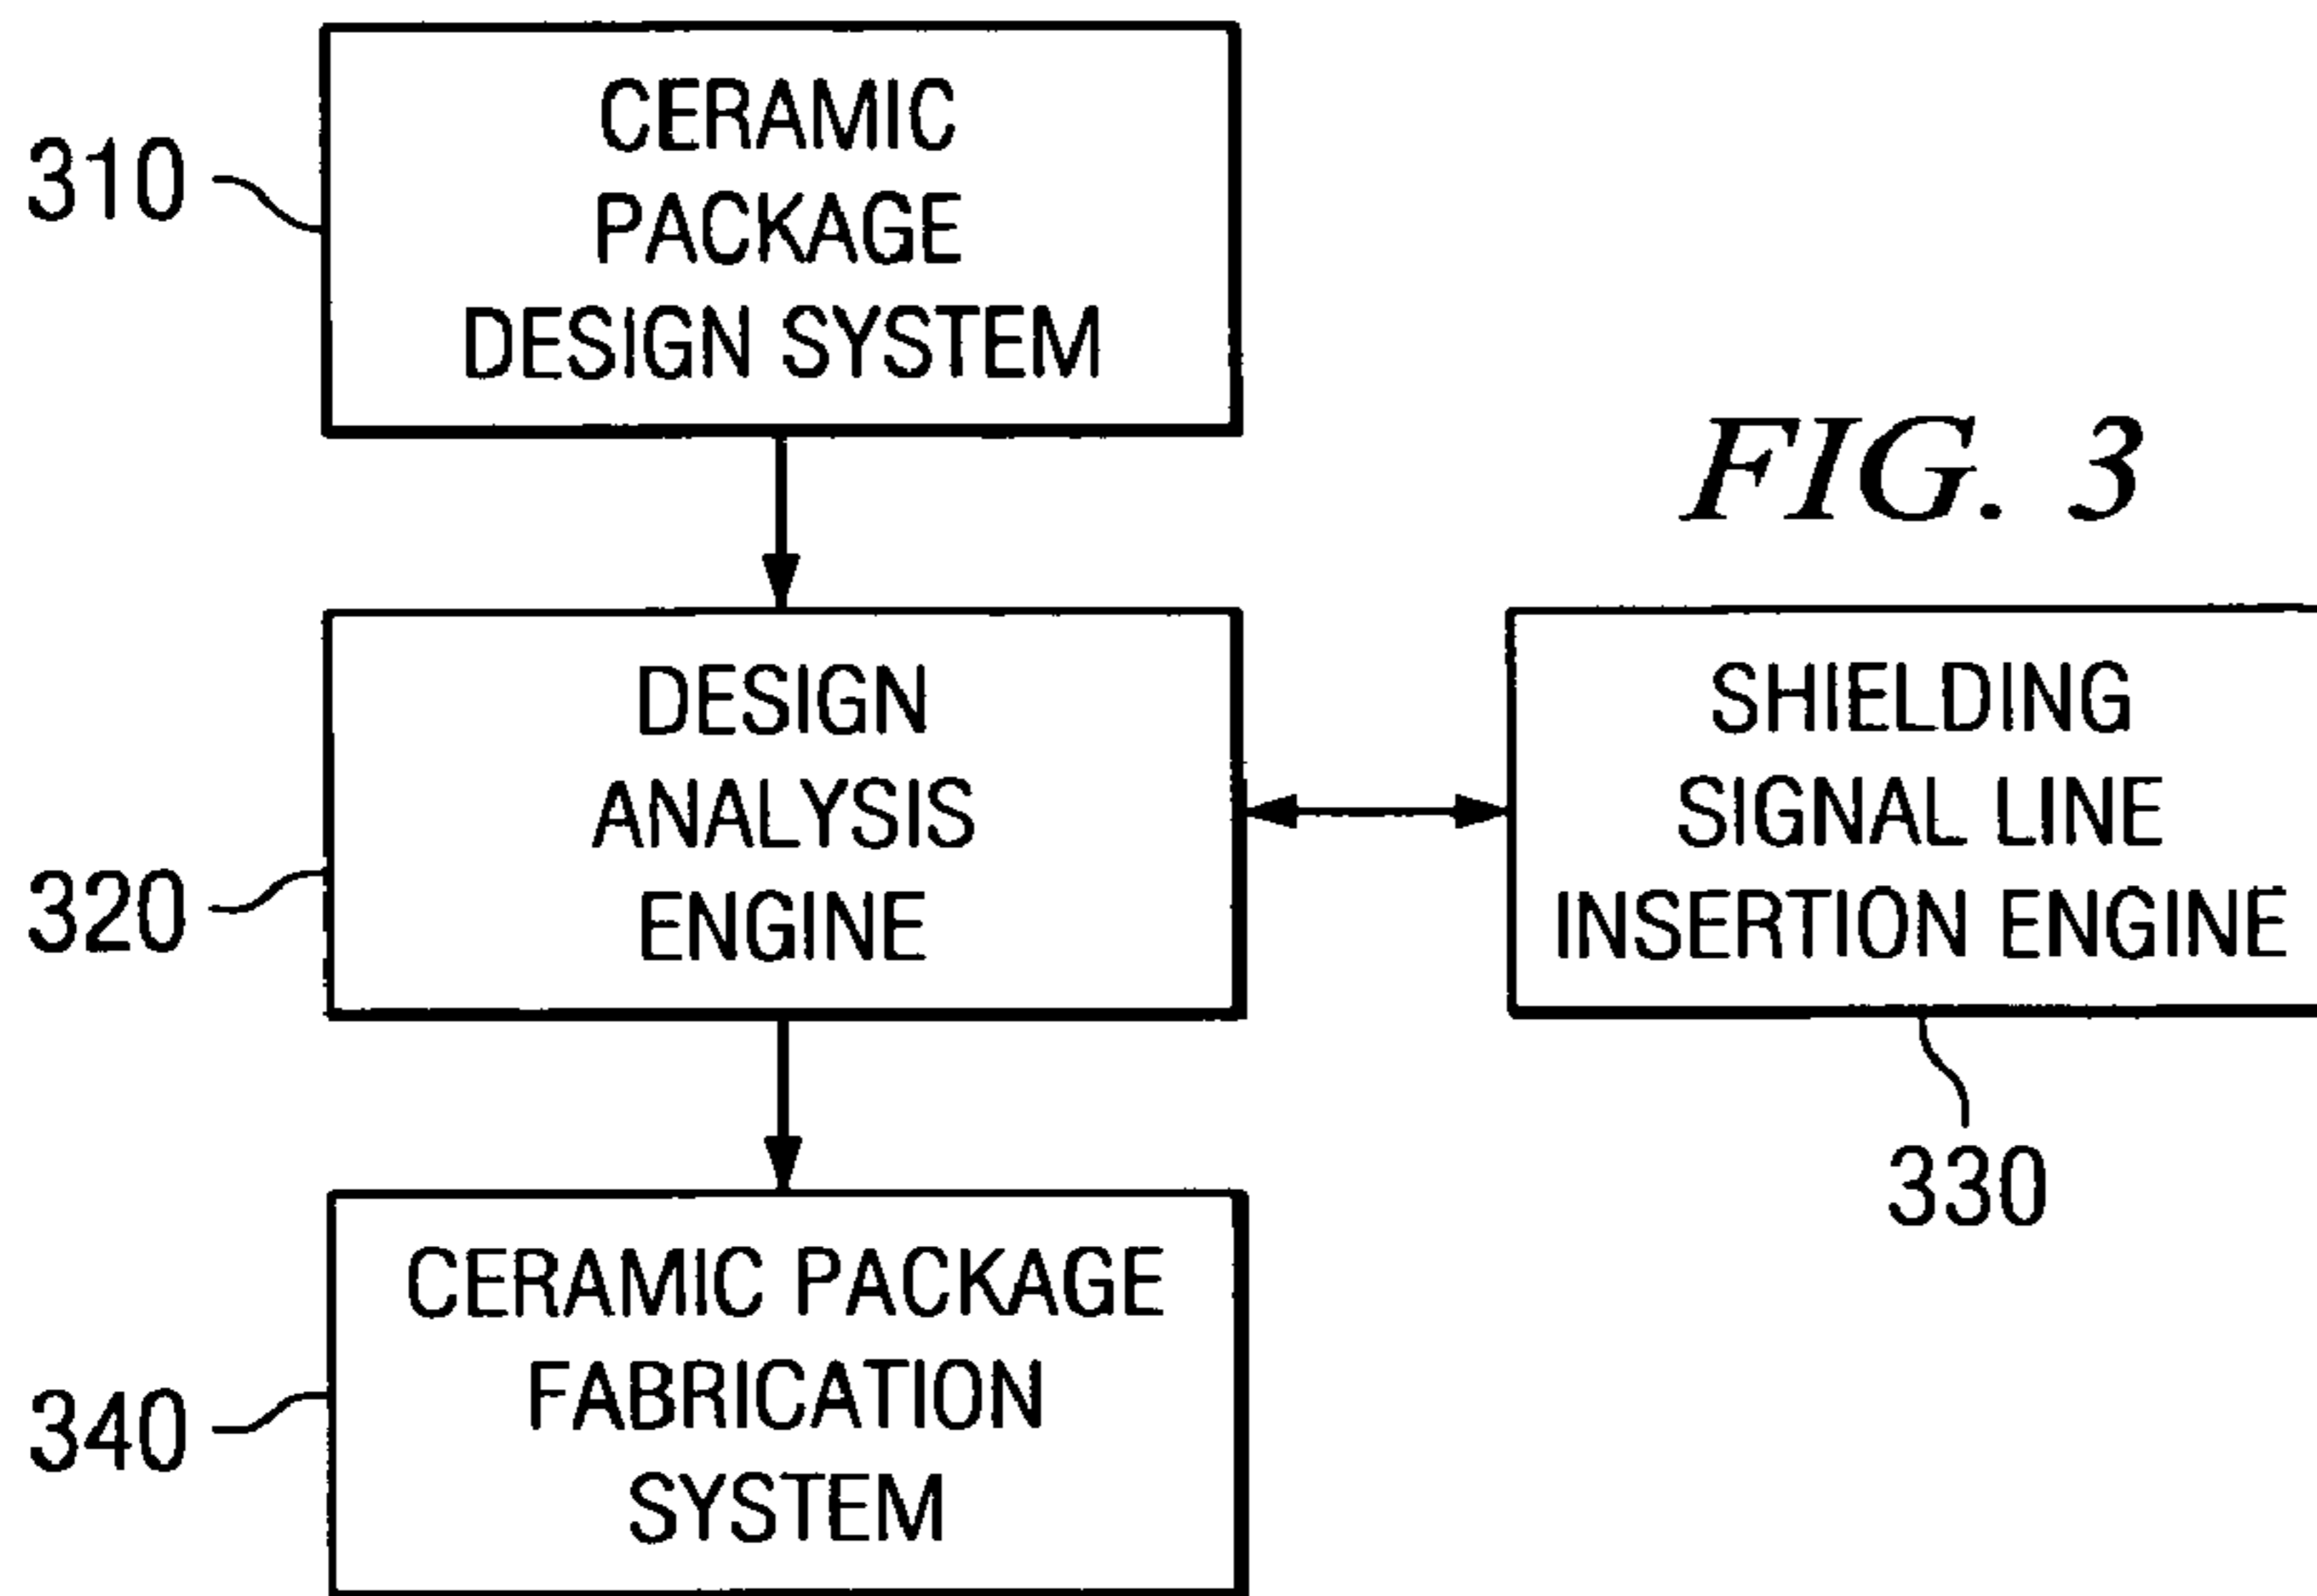 310
CERAMIC
PACKAGE
DESIGN SYSTEM
FIG. 3
320
DESIGN
ANALYSIS
ENGINE
SHIELDING
SIGNAL LINE
INSERTION ENGINE
330
340
CERAMIC PACKAGE
FABRICATION
SYSTEM